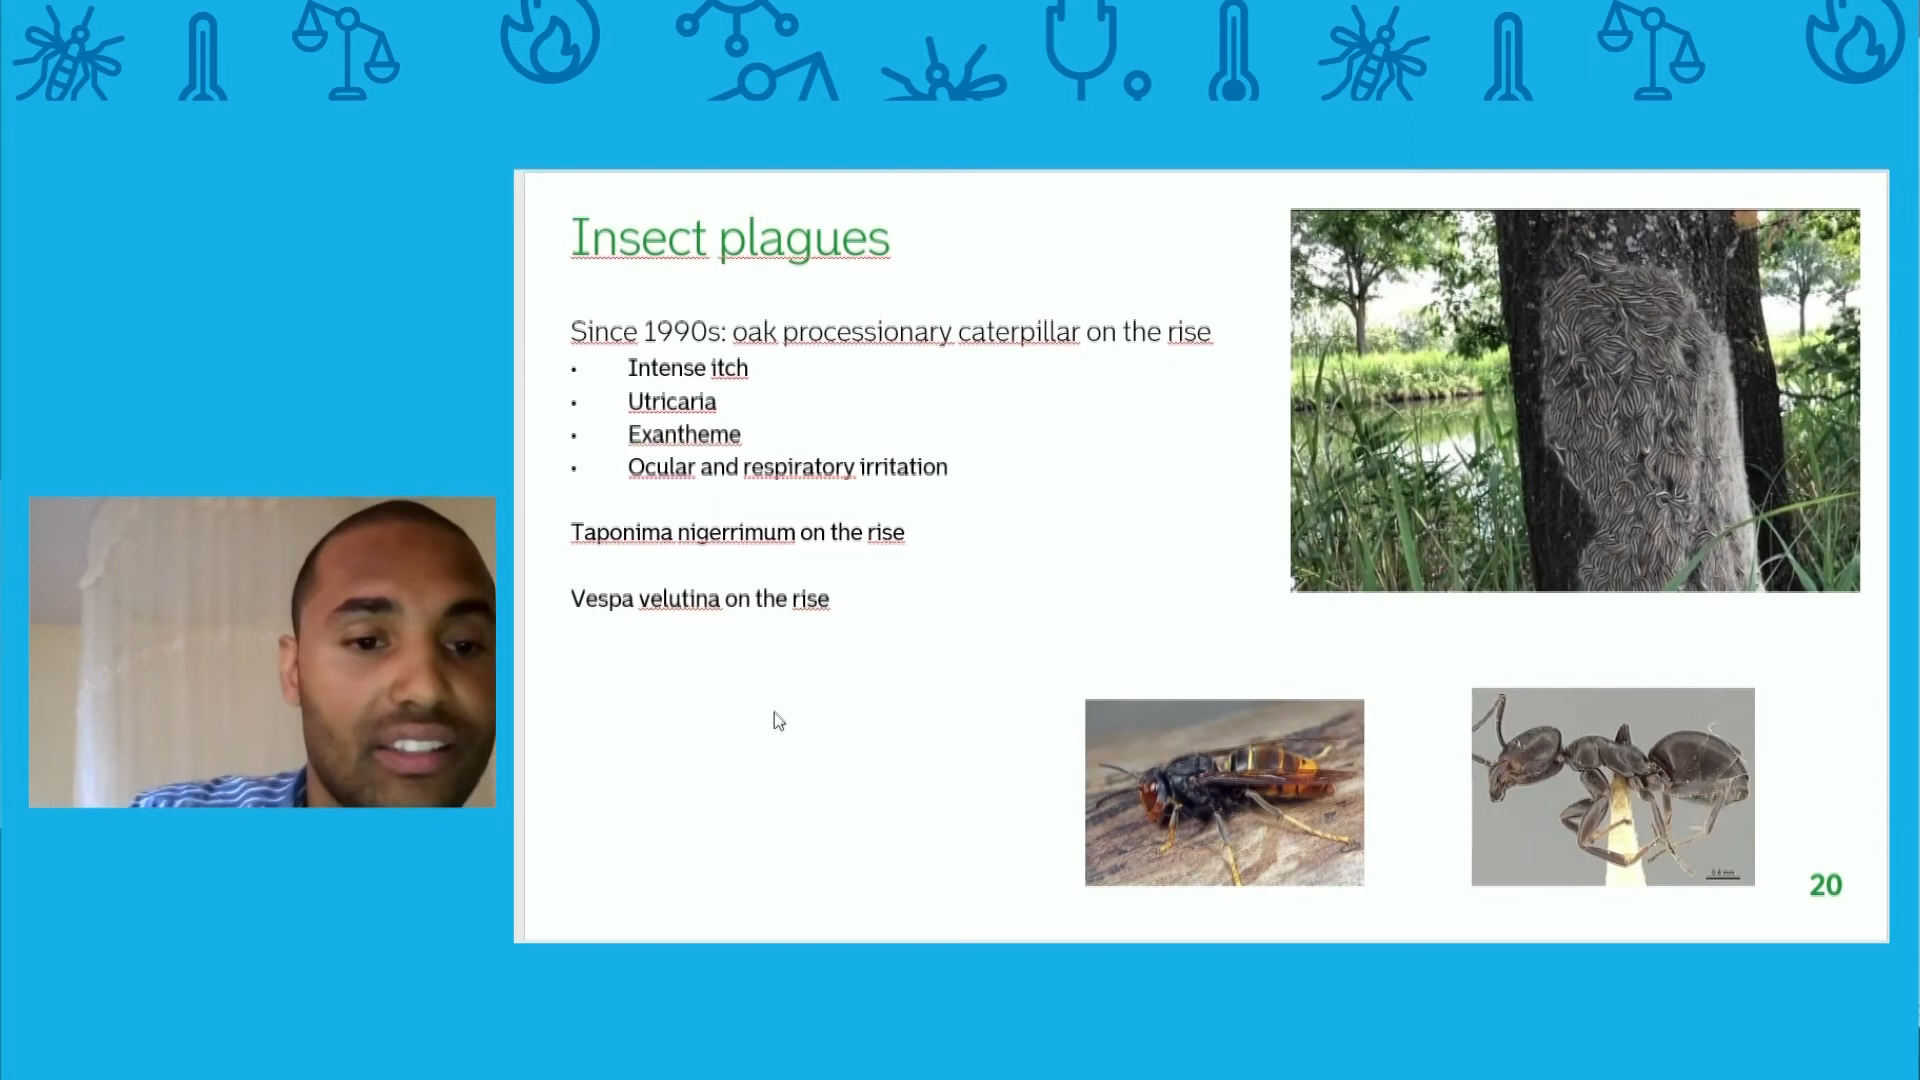 Insect plagues
Since 1990s: oak processionary caterpillar on the rise
• Intense itch
• Utricaria
• Exantheme
• Ocular and respiratory irritation
Taponima nigerrimum on the rise
Vespa velutina on the rise
20